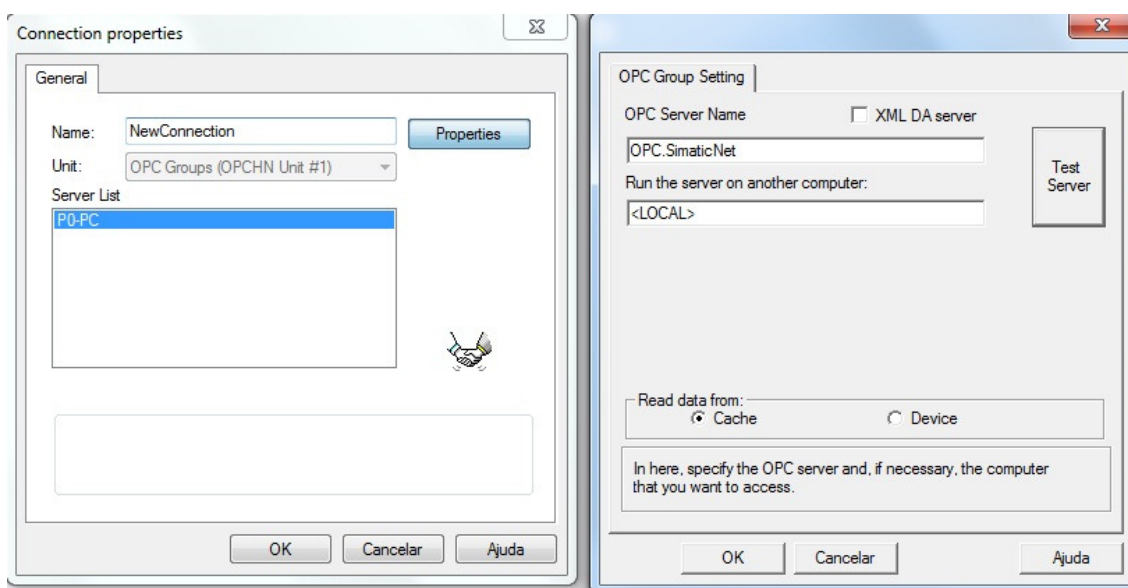 Connection properties
General
Name: NewConnection Properties
Unit: OPC Groups (OPCHN Unit #1)
Server List
P0-PC
OK Cancelar Ajuda
OPC Group Setting
OPC Server Name XML DA server
OPC.SimaticNet
Test
Server
Run the server on another computer:
<LOCAL>
Read data from:
Cache Device
In here, specify the OPC server and, if necessary, the computer
that you want to access.
OK Cancelar Ajuda